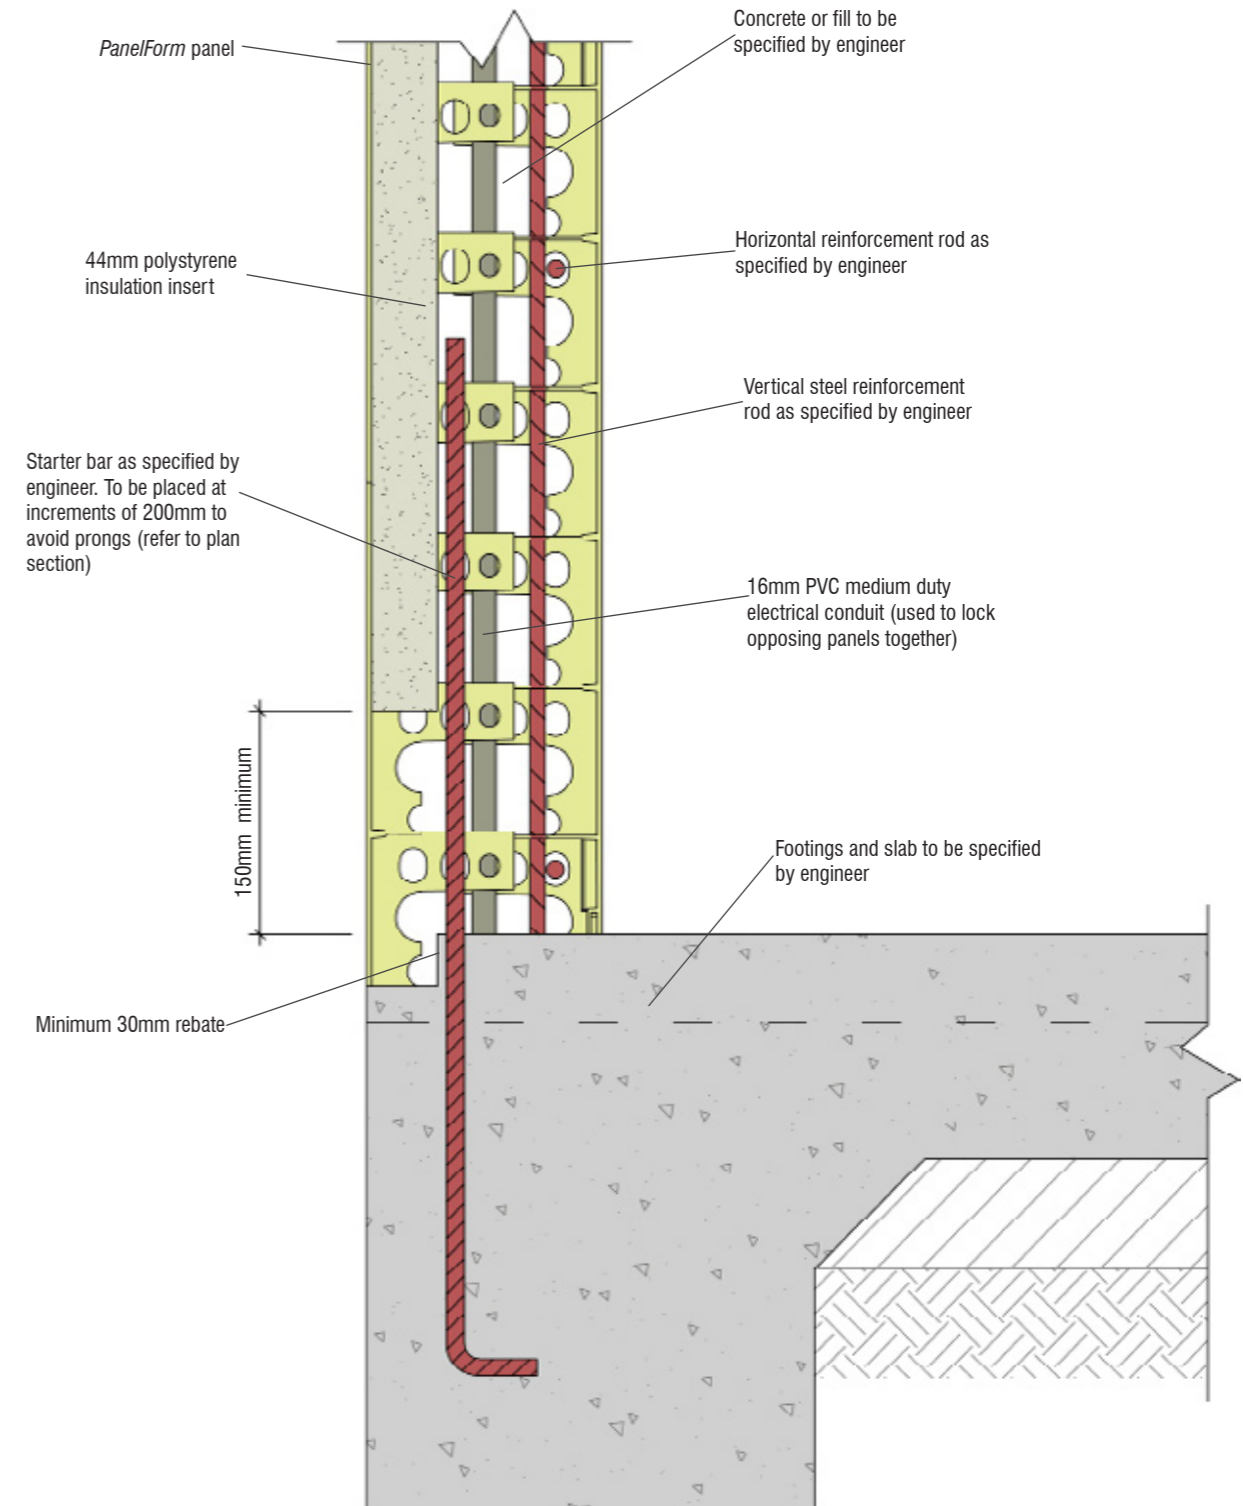 PanelForm panel
Concrete or fill to be
specified by engineer
44mm polystyrene
insulation insert
Horizontal reinforcement rod as
specified by engineer
Vertical steel reinforcement
rod as specified by engineer
Starter bar as specified by
engineer. To be placed at
increments of 200mm to
avoid prongs (refer to plan
section)
16mm PVC medium duty
electrical conduit (used to lock
opposing panels together)
150mm minimum
Footings and slab to be specified
by engineer
Minimum 30mm rebate